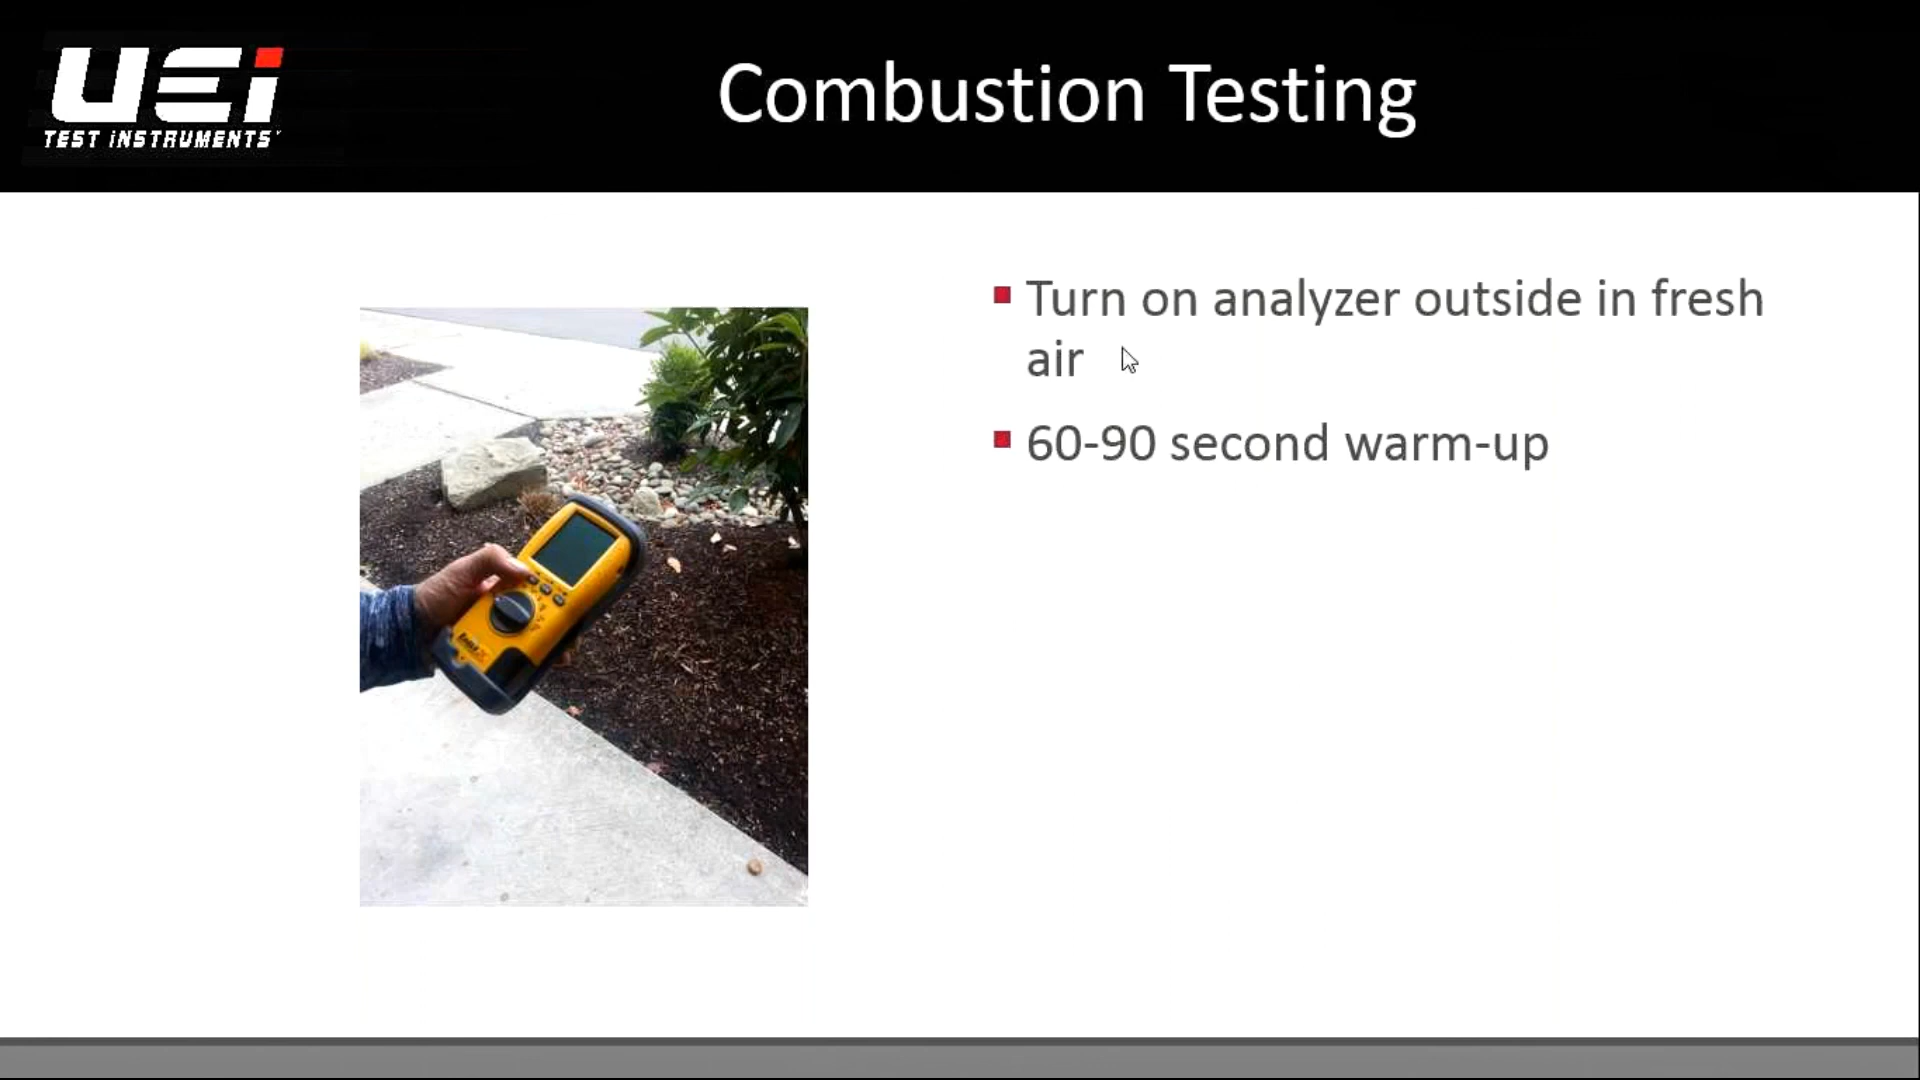 UEi
TEST INSTRUMENTS
Combustion Testing
Turn on analyzer outside in fresh
air
60-90 second warm-up